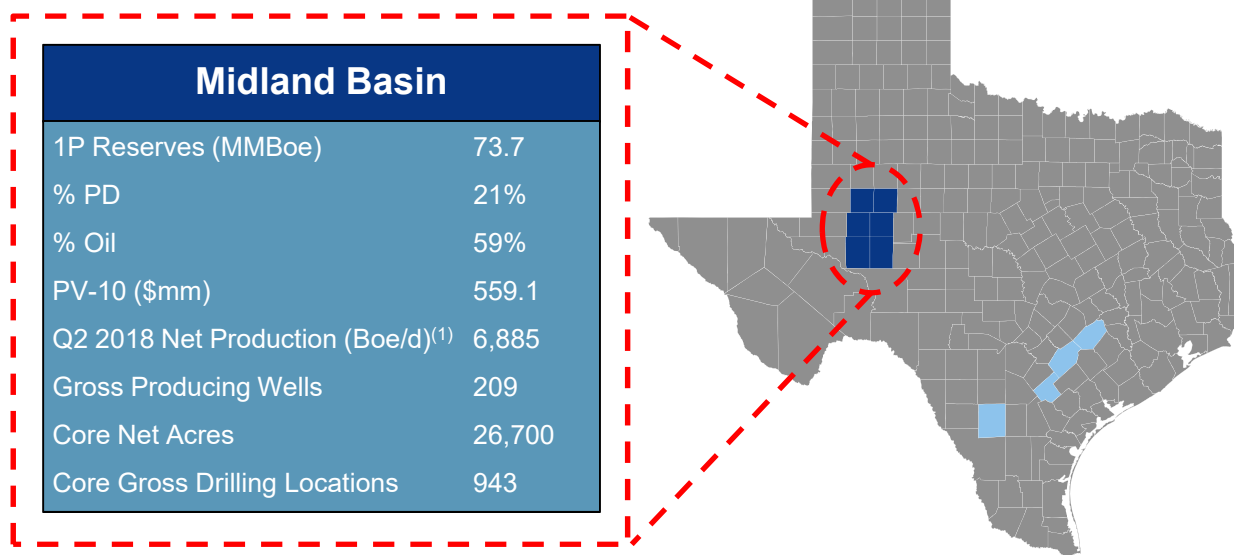 Midland Basin
1P Reserves (MMBoe) 73.7
% PD 21%
% Oil 59%
PV-10 ($mm) 559.1
Q2 2018 Net Production (Boe/d)(1) 6,885
Gross Producing Wells 209
Core Net Acres 26,700
Core Gross Drilling Locations 943